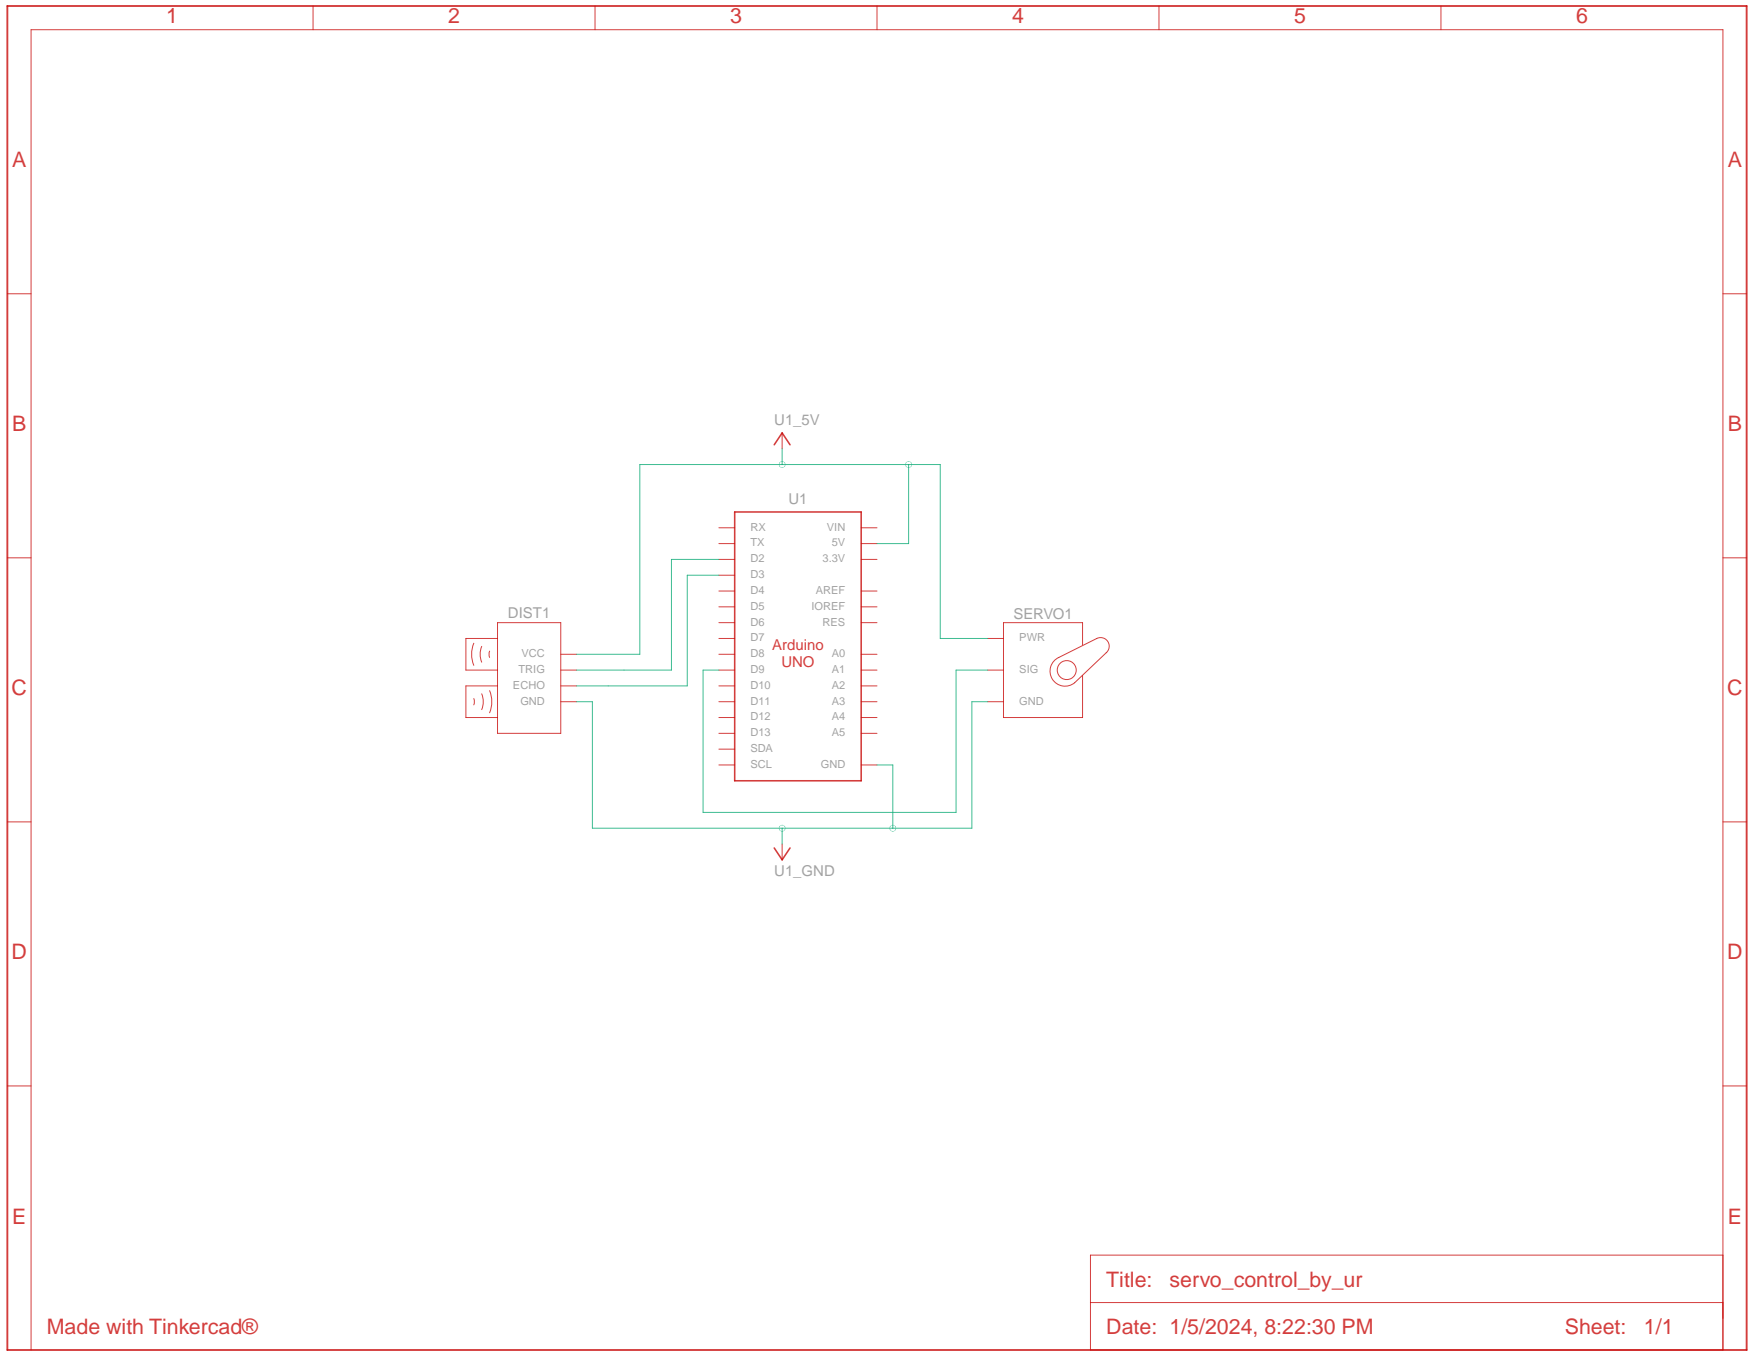 1 2 3 4 5 6
A A
B B
U1_5V
U1
RX VIN
TX 5V
D2 3.3V
D3
D4 AREF
D5 IOREF
D6 RES
D7
Arduino
UNO
D8 A0
D9 A1
D10 A2
D11 A3
D12 A4
D13 A5
SDA
SCL GND
DIST1
VCC
TRIG
ECHO
GND
SERVO1
PWR
SIG
GND
C C
U1_GND
D D
E E
Title: servo_control_by_ur
Made with Tinkercad®
Date: 1/5/2024, 8:22:30 PM Sheet: 1/1